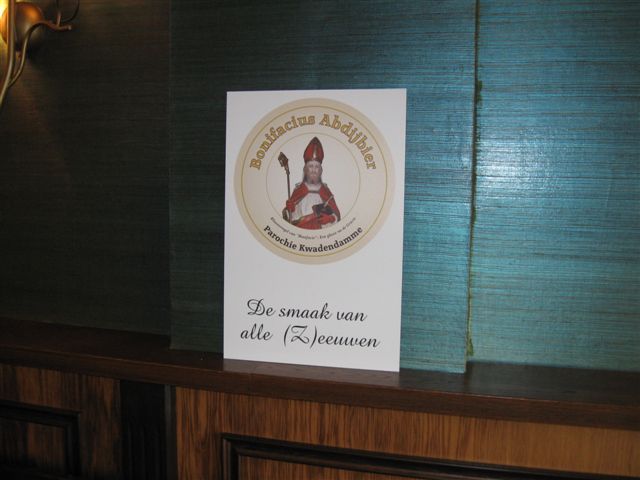 Bonifacius Abdijbier
Parochie Kwadendamme
De smaak van
alle (Z)eeuwen